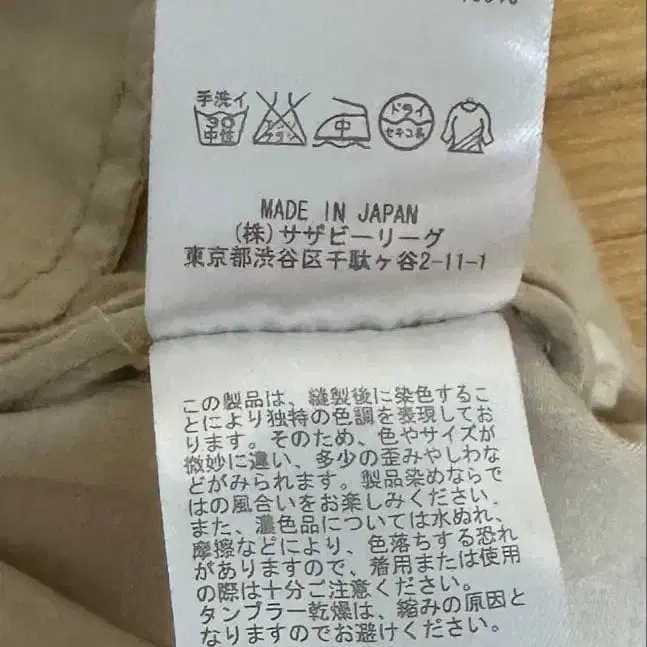 手洗イ
30
中性
エンソ
サラシ
中
ドライ
セキユ系
MADE IN JAPAN
(株)サザビーリーグ
東京都渋谷区千駄ヶ谷2-11-1
この製品は、縫製後に染色するこ
とにより独特の色調を表現してお
ります。そのため、色やサイズが
微妙に違い、多少の歪みやしわな
どがみられます。製品染めならで
はの風合いをお楽しみください。
また、濃色品については水ぬれ、
摩擦などにより、色落ちする恐れ
がありますので、着用または使用
の際は十分ご注意ください。
タンブラー乾燥は、縮みの原因と
なりますのでお避けください。